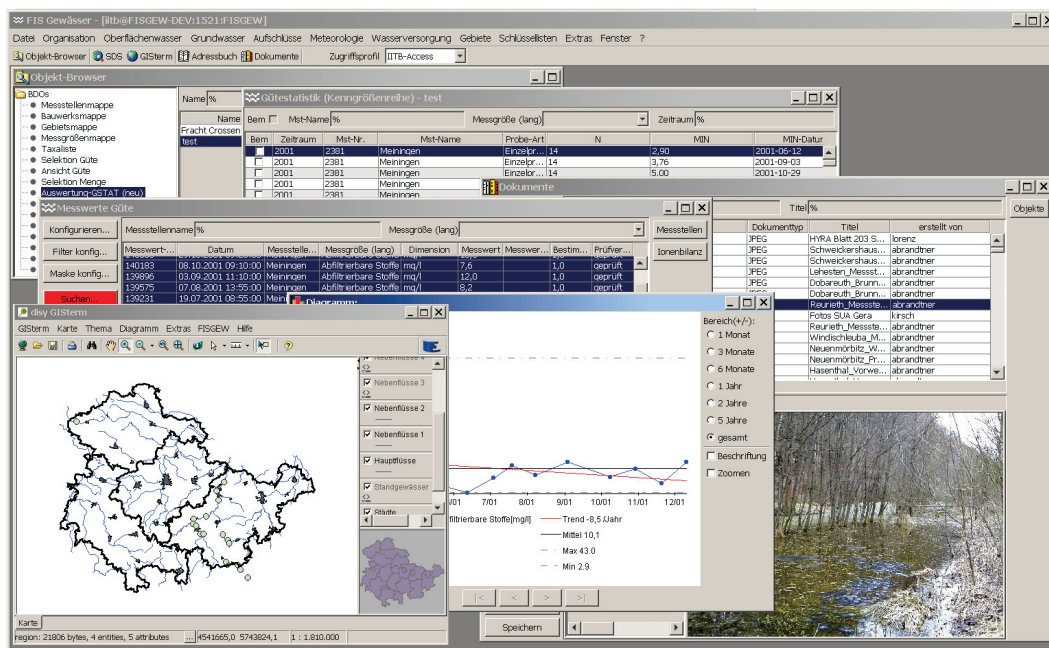 FIS Gewässer - [iitb@FISGEW-DEV:1521:FISGEW]
Datei Organisation Oberflächenwasser Grundwasser Aufschlüsse Meteorologie Wasserversorgung Gebiete Schlüssellisten Extras Fenster ?
Objekt-Browser SDS GISterm Adressbuch Dokumente Zugriffsprofil IITB-Access
Objekt-Browser
BDOs
Messstellenmappe
Bauwerksmappe
Gebietsmappe
Messgrößenmappe
Taxaliste
Selektion Güte
Ansicht Güte
Selektion Menge
Auswertung-GSTAT (neu)
Name %
Name
Fracht Crossen
test
Gütestatistik (Kenngrößenreihe) - test
Bern Mst-Name % Messgröße (lang) Zeitraum %
Bern Zeitraum Mst-Nr. Mst-Name Probe-Art N MIN MIN-Datur
2001 2381 Meiningen Einzelpr... 14 2,90 2001-06-12
2001 2381 Meiningen Einzelpr... 14 3,76 2001-09-03
2001 2381 Meiningen Einzelpr... 14 5.00 2001-10-29
2001 2381 Meiningen
2001 2381 Meiningen
Dokumente
Titel % Objekte
Dokumenttyp Titel erstellt von
JPEG HYRA Blatt 203 S... lorenz
JPEG Schweickershaus... abrandtner
JPEG Schweickershaus... abrandtner
JPEG Lehesten_Messst... abrandtner
JPEG Dobareuth_Brunn... abrandtner
Dobareuth_Brunn... abrandtner
Reurieth_Messste... abrandtner
Fotos SUA Gera kirsch
Reurieth_Messste... abrandtner
Windischleuba_M... abrandtner
Neuenmörbitz_W... abrandtner
Neuenmörbitz_Pr... abrandtner
Hasenthal_Vorwe... abrandtner
Messwerte Güte
Konfigurieren... Messstellenname % Messgröße (lang) Messstellen
Filter konfig... Ionenbilanz
Maske konfig...
Suchen...
Messwert-... Datum Messstelle... Messgröße (lang) Dimension Messwert Messwer... Bestim... Prüfver...
140183 08.10.2001 09:10:00 Meiningen Abfiltrierbare Stoffe mg/l 7,6 1,0 geprüft
139896 03.09.2001 11:10:00 Meiningen Abfiltrierbare Stoffe mg/l 12,0 1,0 geprüft
139575 07.08.2001 13:55:00 Meiningen Abfiltrierbare Stoffe mg/l 8,2 1,0 geprüft
139231 19.07.2001 08:55:00
Diagramm:
Bereich(+/-):
1 Monat
3 Monate
6 Monate
1 Jahr
2 Jahre
5 Jahre
gesamt
Beschriftung
Zoomen
/01 7/01 8/01 9/01 10/01 11/01 12/01
filtrierbare Stoffe[mg/l] Trend -8,5 /Jahr
Mittel 10,1
Max 43.0
Min 2.9
|< < > >|
Speichern
disy GISterm
GISterm Karte Thema Diagramm Extras FISGEW Hilfe
Nebenflüsse 4
Nebenflüsse 3
Nebenflüsse 2
Nebenflüsse 1
Hauptflüsse
Standgewässer
Städte
Karte
region: 21806 bytes, 4 entities, 5 attributes ... 4541665,0 5743824,1 1 : 1.810.000